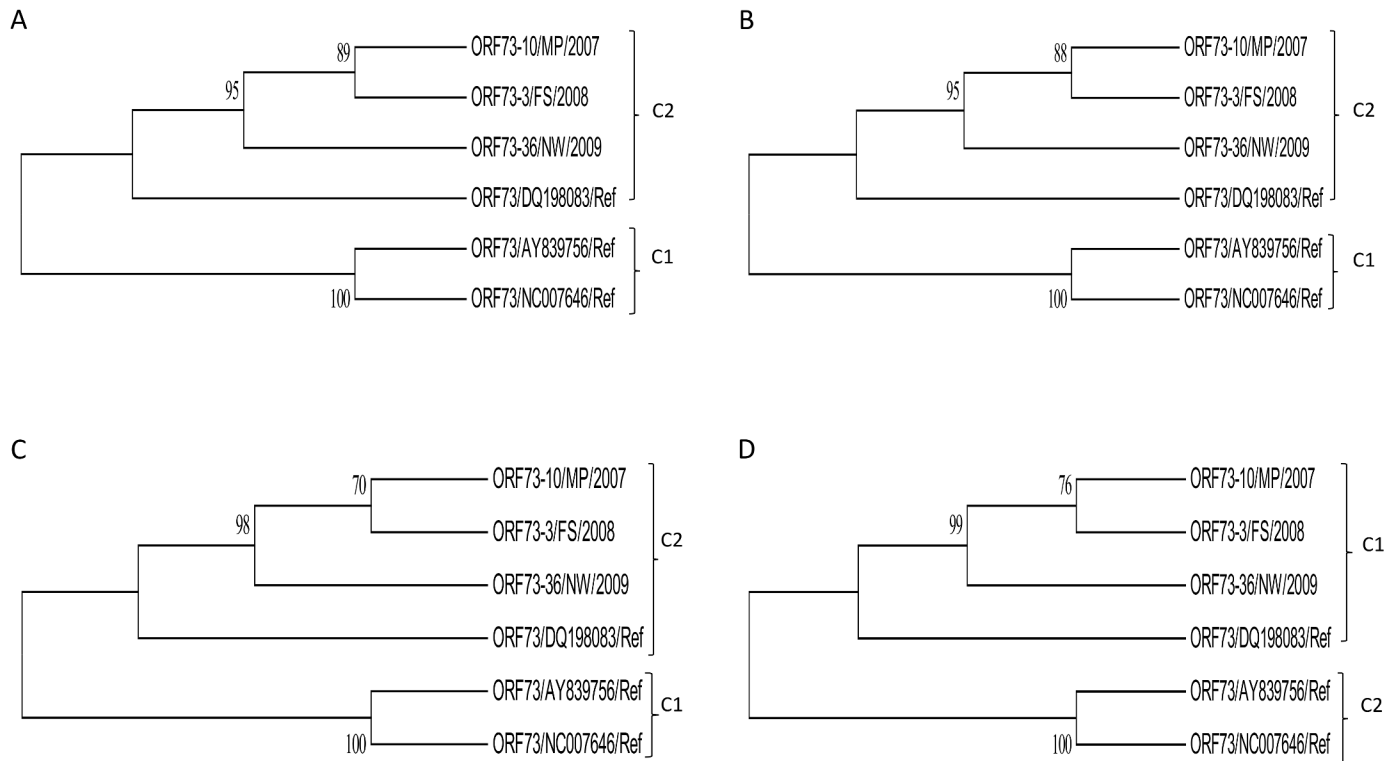 A
89
95
ORF73-10/MP/2007
ORF73-3/FS/2008
ORF73-36/NW/2009
ORF73/DQ198083/Ref
C2
ORF73/AY839756/Ref
ORF73/NC007646/Ref
100
C1
B
88
95
ORF73-10/MP/2007
ORF73-3/FS/2008
ORF73-36/NW/2009
ORF73/DQ198083/Ref
C2
ORF73/AY839756/Ref
ORF73/NC007646/Ref
100
C1
C
70
98
ORF73-10/MP/2007
ORF73-3/FS/2008
ORF73-36/NW/2009
ORF73/DQ198083/Ref
C2
ORF73/AY839756/Ref
ORF73/NC007646/Ref
100
C1
D
76
99
ORF73-10/MP/2007
ORF73-3/FS/2008
ORF73-36/NW/2009
ORF73/DQ198083/Ref
C1
ORF73/AY839756/Ref
ORF73/NC007646/Ref
100
C2